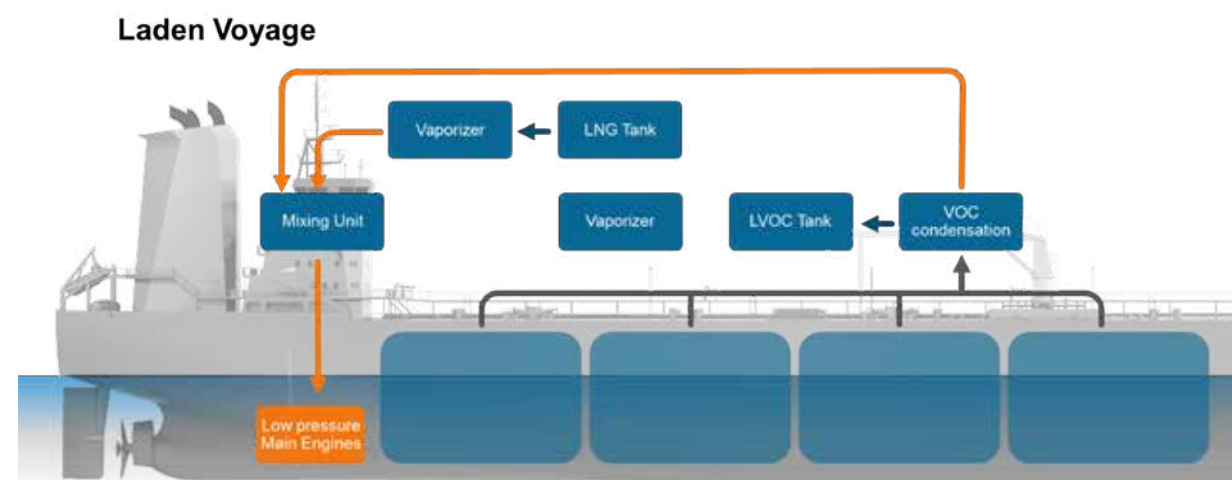 Laden Voyage
Vaporizer
LNG Tank
Mixing Unit
Vaporizer
LVOC Tank
VOC
condensation
Low pressure
Main Engines